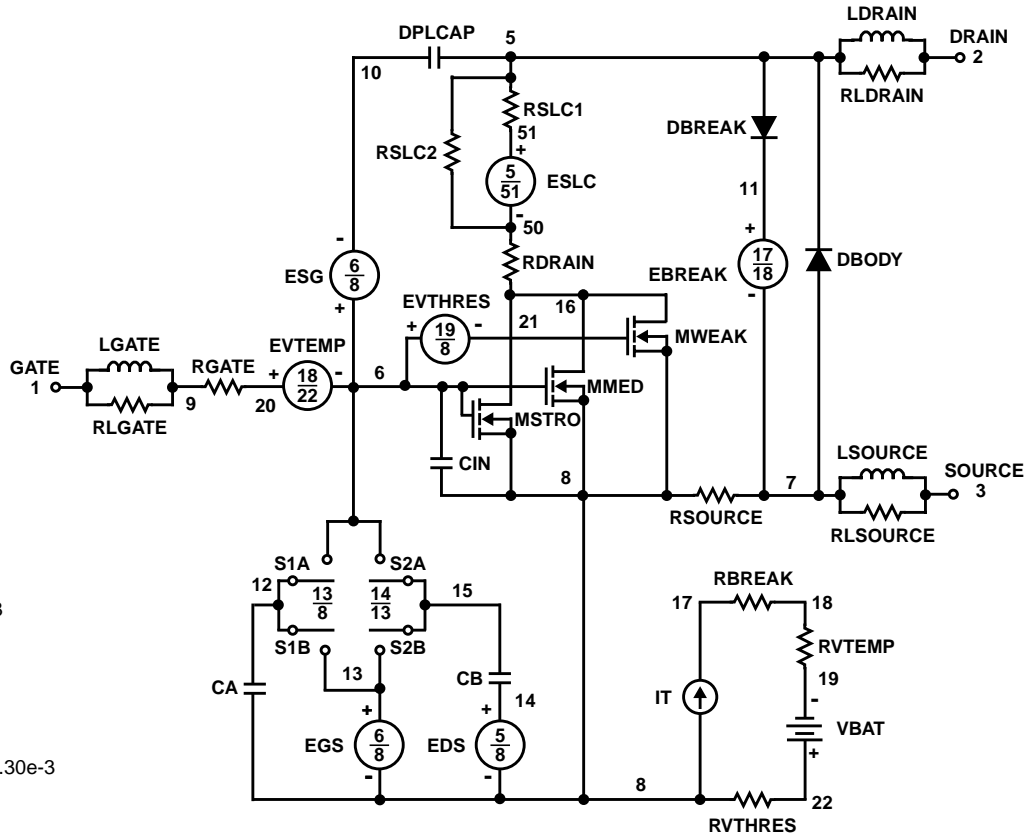 LDRAIN
DPLCAP 5 DRAIN
10 2
RLDRAIN
RSLC1
DBREAK
51
RSLC2 +
5
51
ESLC 11
-
50
- +
17
18
6
8
RDRAIN DBODY
EBREAK
ESG
EVTHRES 16 -
+ 21
+ 19
8
- MWEAK
LGATE EVTEMP
GATE RGATE + 18
22
- 6 MMED
1
9 20 MSTRO
RLGATE
LSOURCE
CIN SOURCE
8 7 3
RSOURCE
RLSOURCE
S1A S2A
12 13
8
14
13
15 RBREAK
17 18
S1B S2B RVTEMP
13 CB 19
CA IT -
14
+ + VBAT
6
8
5
8
EGS EDS +
- -
8
22
RVTHRES
.30e-3